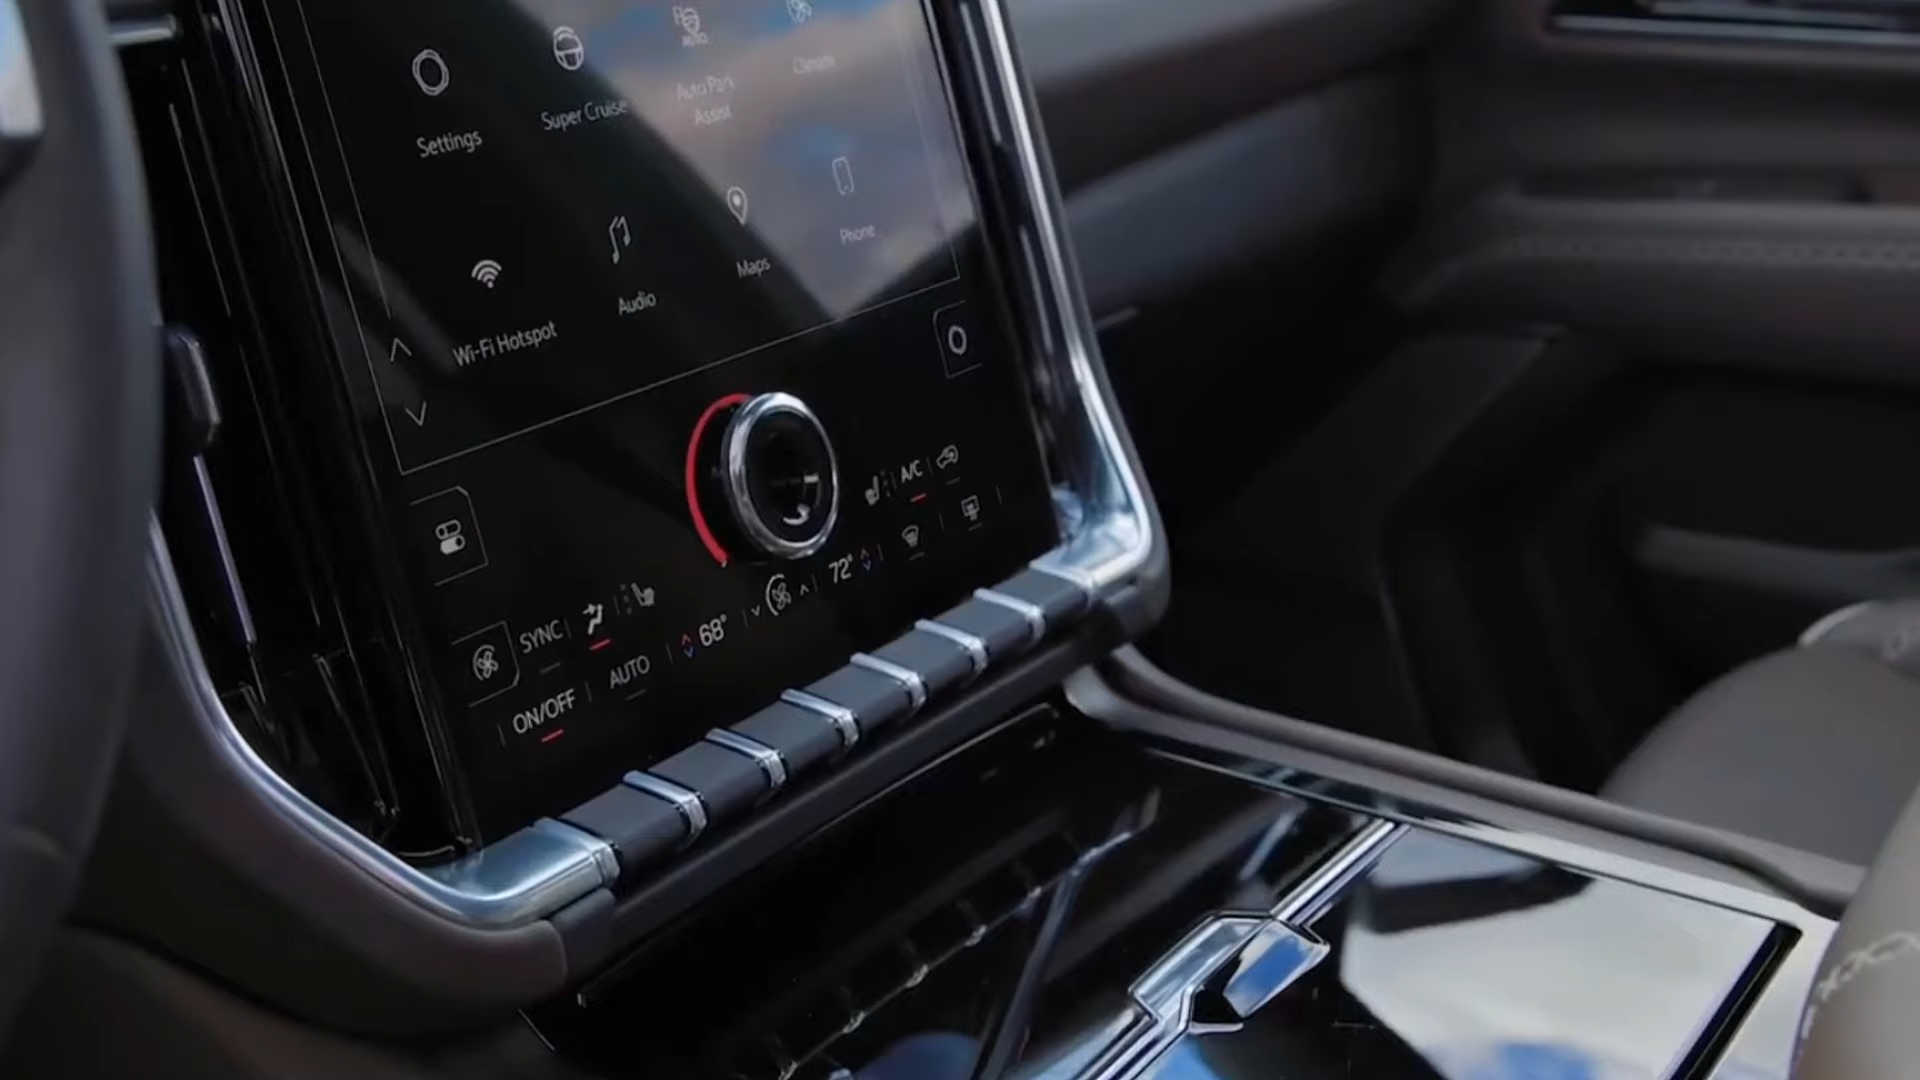 Settings
Super Cruise
AUTO
Auto Park
Assist
Climate
Wi-Fi Hotspot
Audio
Maps
Phone
SYNC
A/C
ON/OFF
AUTO
68°
72°